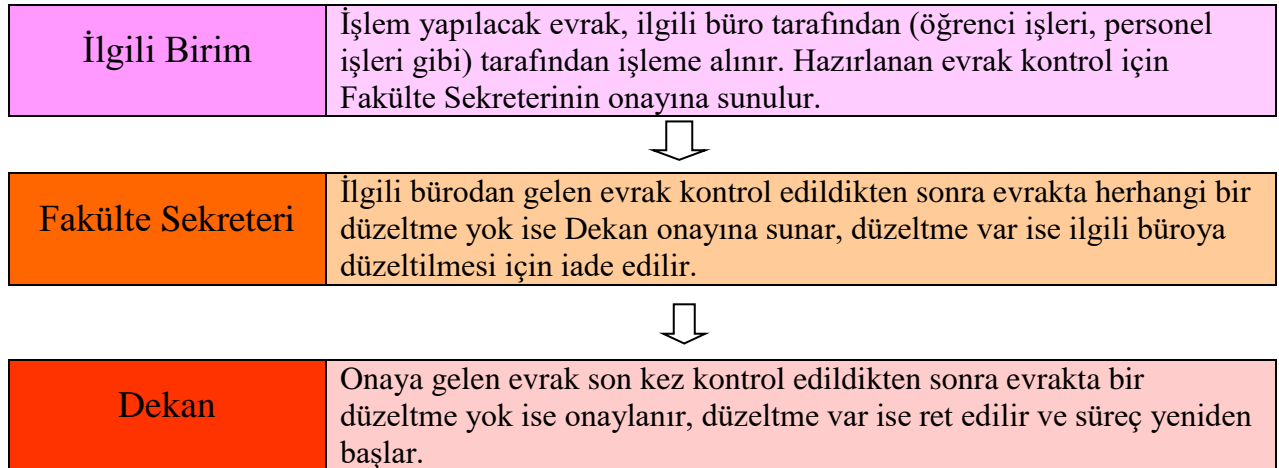 İlgili Birim
İşlem yapılacak evrak, ilgili büro tarafından (öğrenci işleri, personel
işleri gibi) tarafından işleme alınır. Hazırlanan evrak kontrol için
Fakülte Sekreterinin onayına sunulur.
Fakülte Sekreteri
İlgili bürodan gelen evrak kontrol edildikten sonra evrakta herhangi bir
düzeltme yok ise Dekan onayına sunar, düzeltme var ise ilgili büroya
düzeltilmesi için iade edilir.
Dekan
Onaya gelen evrak son kez kontrol edildikten sonra evrakta bir
düzeltme yok ise onaylanır, düzeltme var ise ret edilir ve süreç yeniden
başlar.